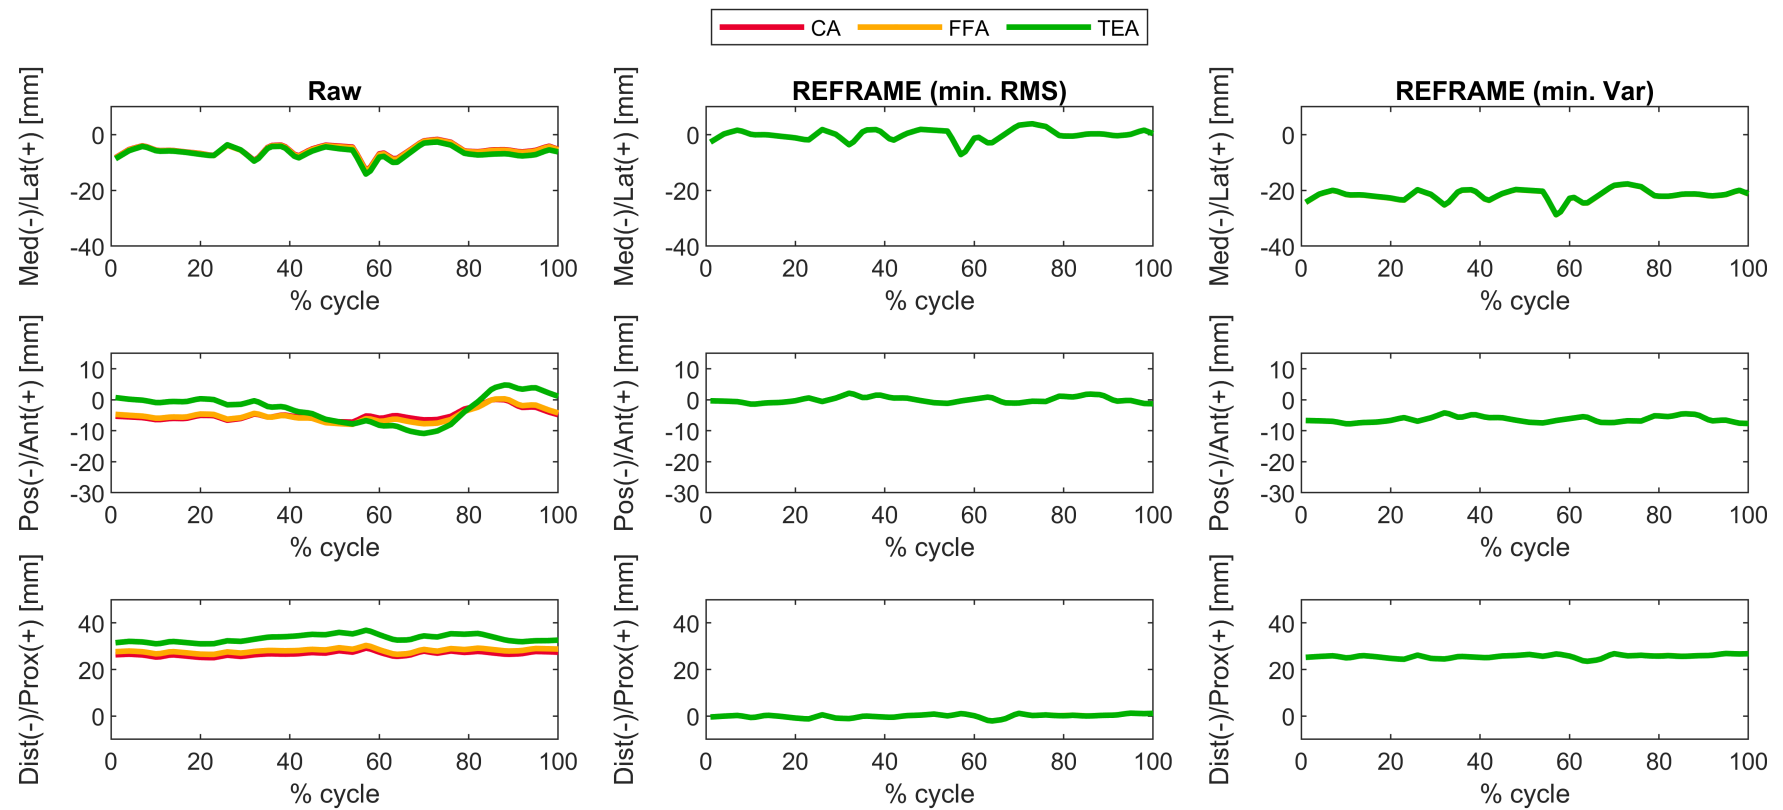 CA FFA TEA
Raw REFRAME (min. RMS) REFRAME (min. Var)
Med(-)/Lat(+) [mm]
0
-20
-40
0 20 40 60 80 100
% cycle
Med(-)/Lat(+) [mm]
0
-20
-40
0 20 40 60 80 100
% cycle
Med(-)/Lat(+) [mm]
0
-20
-40
0 20 40 60 80 100
% cycle
Pos(-)/Ant(+) [mm]
10
0
-10
-20
-30
0 20 40 60 80 100
% cycle
Pos(-)/Ant(+) [mm]
10
0
-10
-20
-30
0 20 40 60 80 100
% cycle
Pos(-)/Ant(+) [mm]
10
0
-10
-20
-30
0 20 40 60 80 100
% cycle
Dist(-)/Prox(+) [mm]
40
20
0
0 20 40 60 80 100
% cycle
Dist(-)/Prox(+) [mm]
40
20
0
0 20 40 60 80 100
% cycle
Dist(-)/Prox(+) [mm]
40
20
0
0 20 40 60 80 100
% cycle